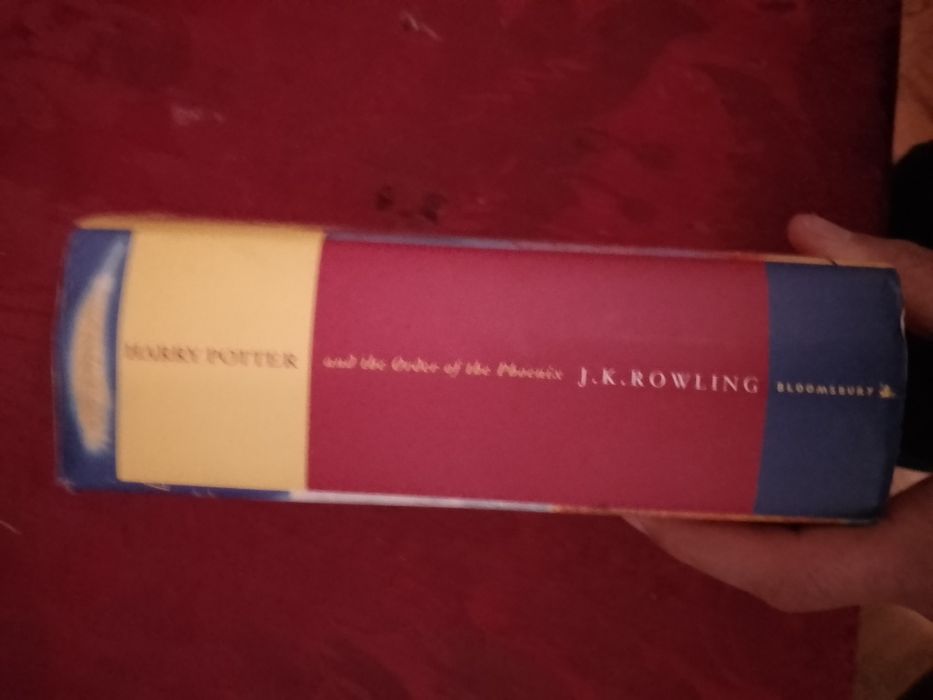 HARRY POTTER and the Order of the Phoenix J.K.ROWLING BLOOMSBURY